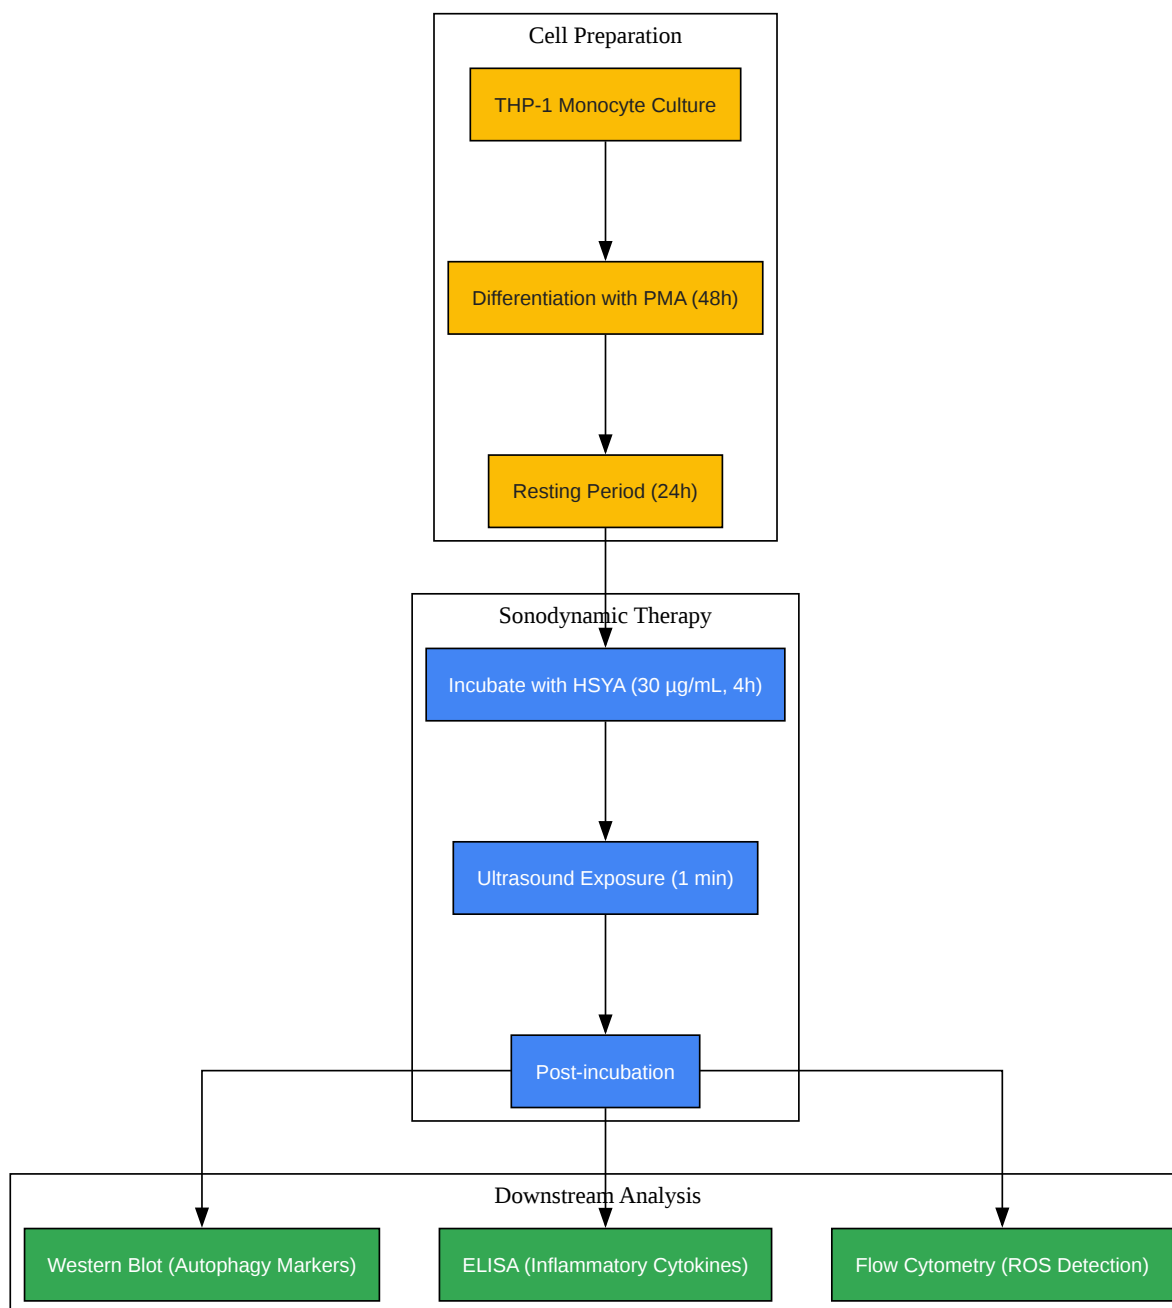 Cell Preparation
THP-1 Monocyte Culture
Differentiation with PMA (48h)
Resting Period (24h)
Sonodynamic Therapy
Incubate with HSYA (30 µg/mL, 4h)
Ultrasound Exposure (1 min)
Post-incubation
Downstream Analysis
Western Blot (Autophagy Markers)
ELISA (Inflammatory Cytokines)
Flow Cytometry (ROS Detection)